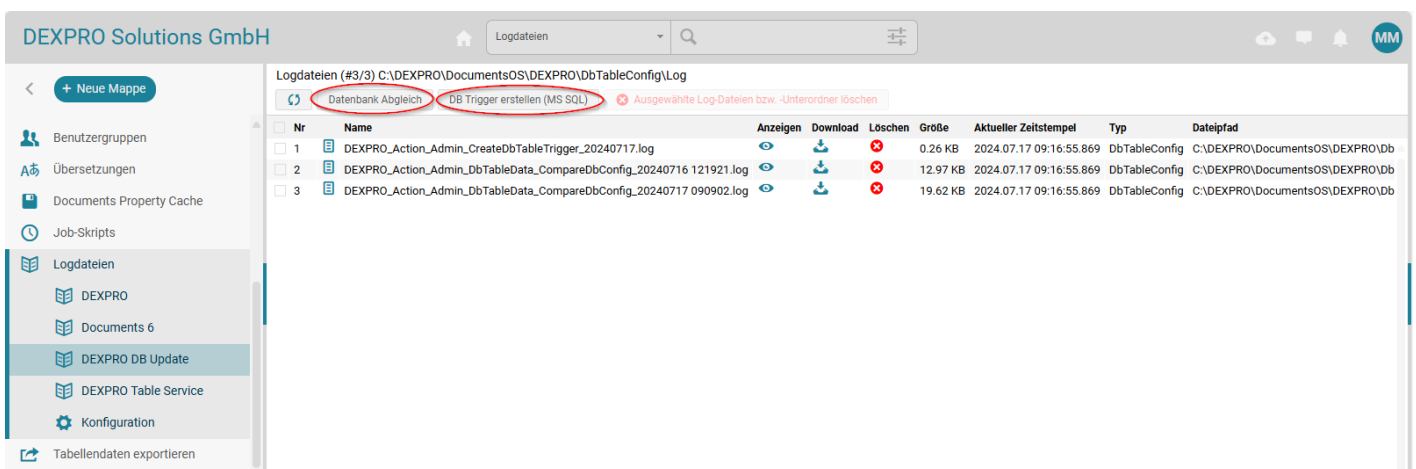 DEXPRO Solutions GmbH
Logdateien
MM
+ Neue Mappe
Benutzergruppen
Aあ Übersetzungen
Documents Property Cache
Job-Skripts
Logdateien
DEXPRO
Documents 6
DEXPRO DB Update
DEXPRO Table Service
Konfiguration
Tabellendaten exportieren
Logdateien (#3/3) C:\DEXPRO\DocumentsOS\DEXPRO\DbTableConfig\Log
Datenbank Abgleich DB Trigger erstellen (MS SQL) Ausgewählte Log-Dateien bzw. -Unterordner löschen
Nr Name Anzeigen Download Löschen Größe Aktueller Zeitstempel Typ Dateipfad
1 DEXPRO_Action_Admin_CreateDbTableTrigger_20240717.log 0.26 KB 2024.07.17 09:16:55.869 DbTableConfig C:\DEXPRO\DocumentsOS\DEXPRO\Db
2 DEXPRO_Action_Admin_DbTableData_CompareDbConfig_20240716 121921.log 12.97 KB 2024.07.17 09:16:55.869 DbTableConfig C:\DEXPRO\DocumentsOS\DEXPRO\Db
3 DEXPRO_Action_Admin_DbTableData_CompareDbConfig_20240717 090902.log 19.62 KB 2024.07.17 09:16:55.869 DbTableConfig C:\DEXPRO\DocumentsOS\DEXPRO\Db